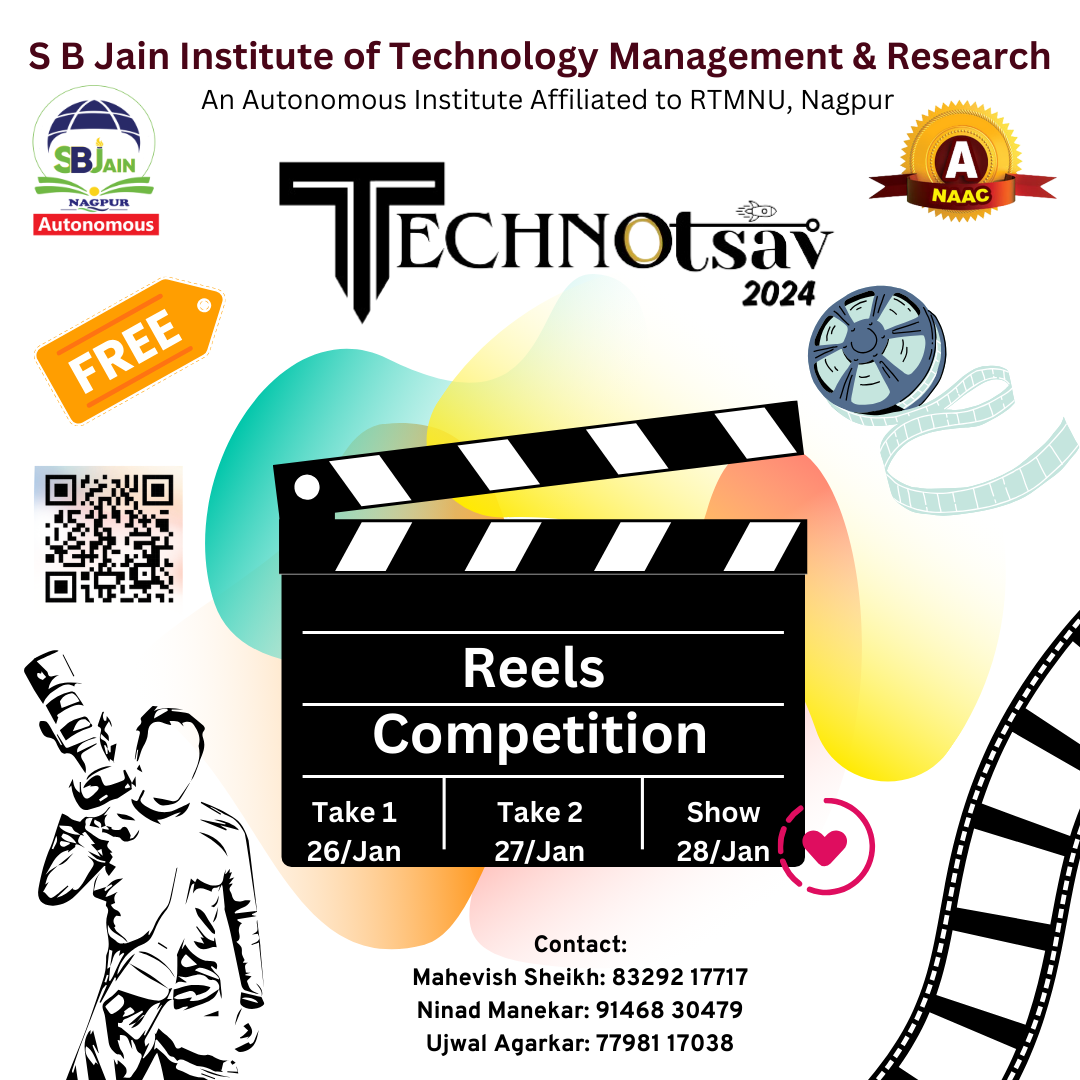 S B Jain Institute of Technology Management & Research
An Autonomous Institute Affiliated to RTMNU, Nagpur
SBJAIN
NAGPUR
Autonomous
A
NAAC
TECHNOtsav
2024
FREE
Reels
Competition
Take 1
26/Jan
Take 2
27/Jan
Show
28/Jan
Contact:
Mahevish Sheikh: 83292 17717
Ninad Manekar: 91468 30479
Ujwal Agarkar: 77981 17038